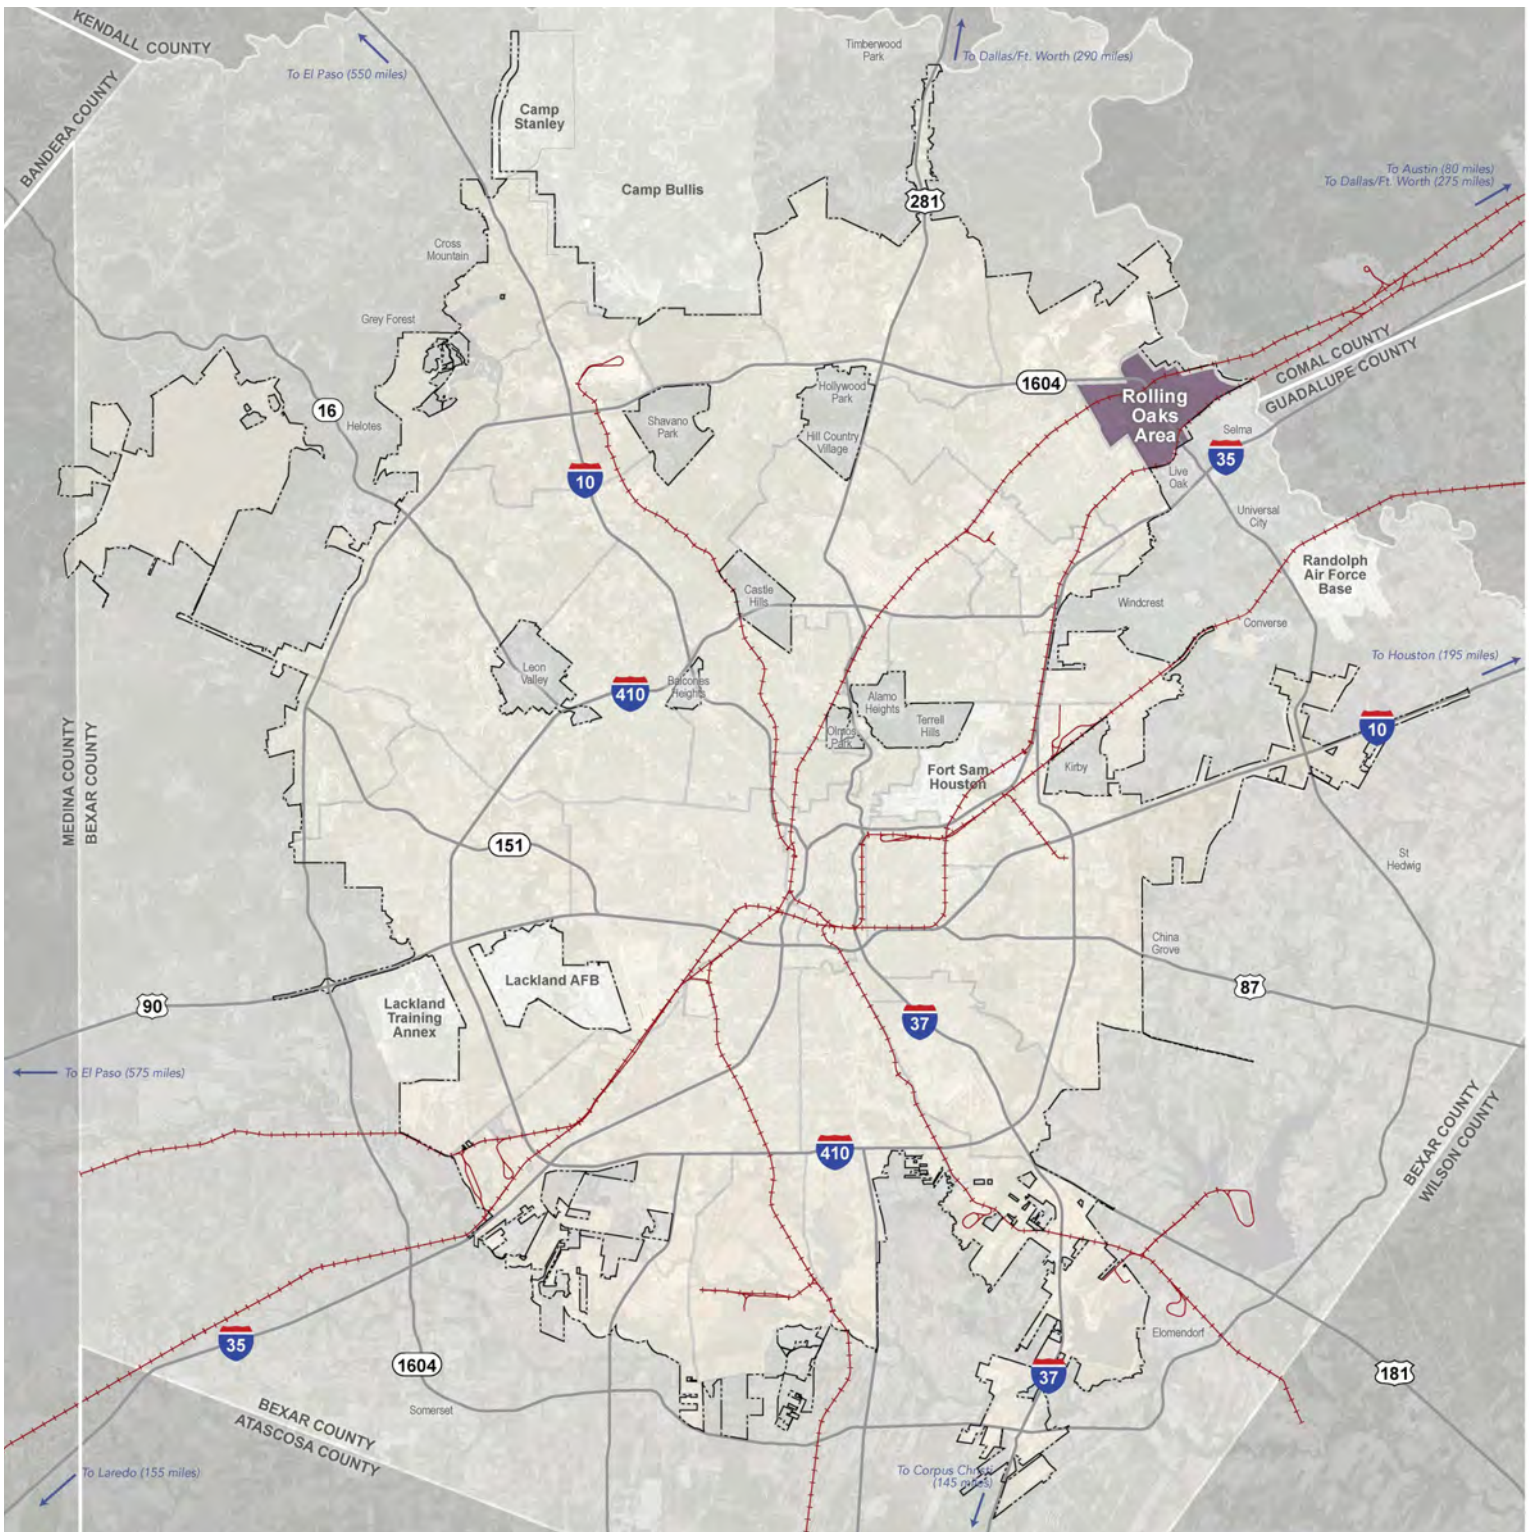 KENDALL COUNTY
BANDERA COUNTY
To El Paso (550 miles)
Timberwood
Park
To Dallas/Ft. Worth (290 miles)
Camp
Stanley
Camp Bullis
281
To Austin (80 miles)
To Dallas/Ft. Worth (275 miles)
Cross
Mountain
Grey Forest
COMAL COUNTY
GUADALUPE COUNTY
1604
Rolling
Oaks
Area
Hollywood
Park
16
Helotes
Shavano
Park
Hill Country
Village
Selma
35
Live
Oak
10
Universal
City
Randolph
Air Force
Base
Castle
Hills
Windcrest
Converse
To Houston (195 miles)
Leon
Valley
410
Balcones
Heights
Alamo
Heights
Terrell
Hills
Olmos
Park
10
MEDINA COUNTY
BEXAR COUNTY
Fort Sam
Houston
Kirby
151
St
Hedwig
China
Grove
Lackland AFB
87
90
Lackland
Training
Annex
37
To El Paso (575 miles)
BEXAR COUNTY
WILSON COUNTY
410
35
Elomendorf
1604
37
181
Somerset
BEXAR COUNTY
ATASCOSA COUNTY
To Laredo (155 miles)
To Corpus Christi
(145 miles)